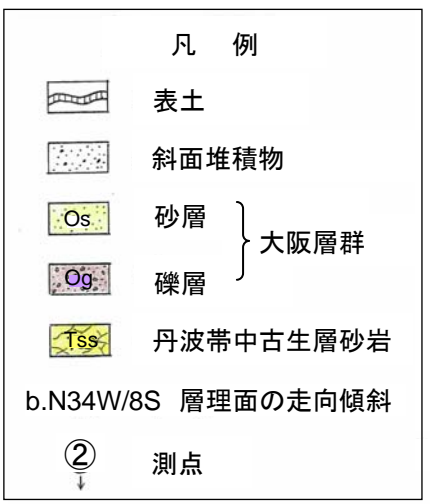 凡 例
表土
斜面堆積物
Os 砂層
大阪層群
Og 礫層
Tss 丹波帯中古生層砂岩
b.N34W/8S 層理面の走向傾斜
② 測点